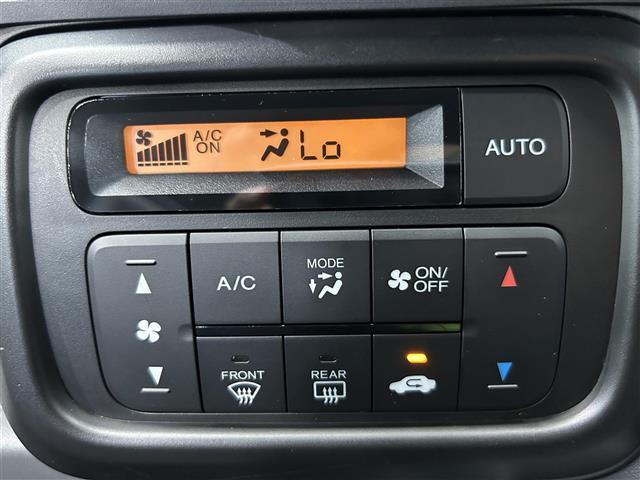 A/C
ON
Lo
AUTO
A/C
MODE
ON/
OFF
FRONT
REAR